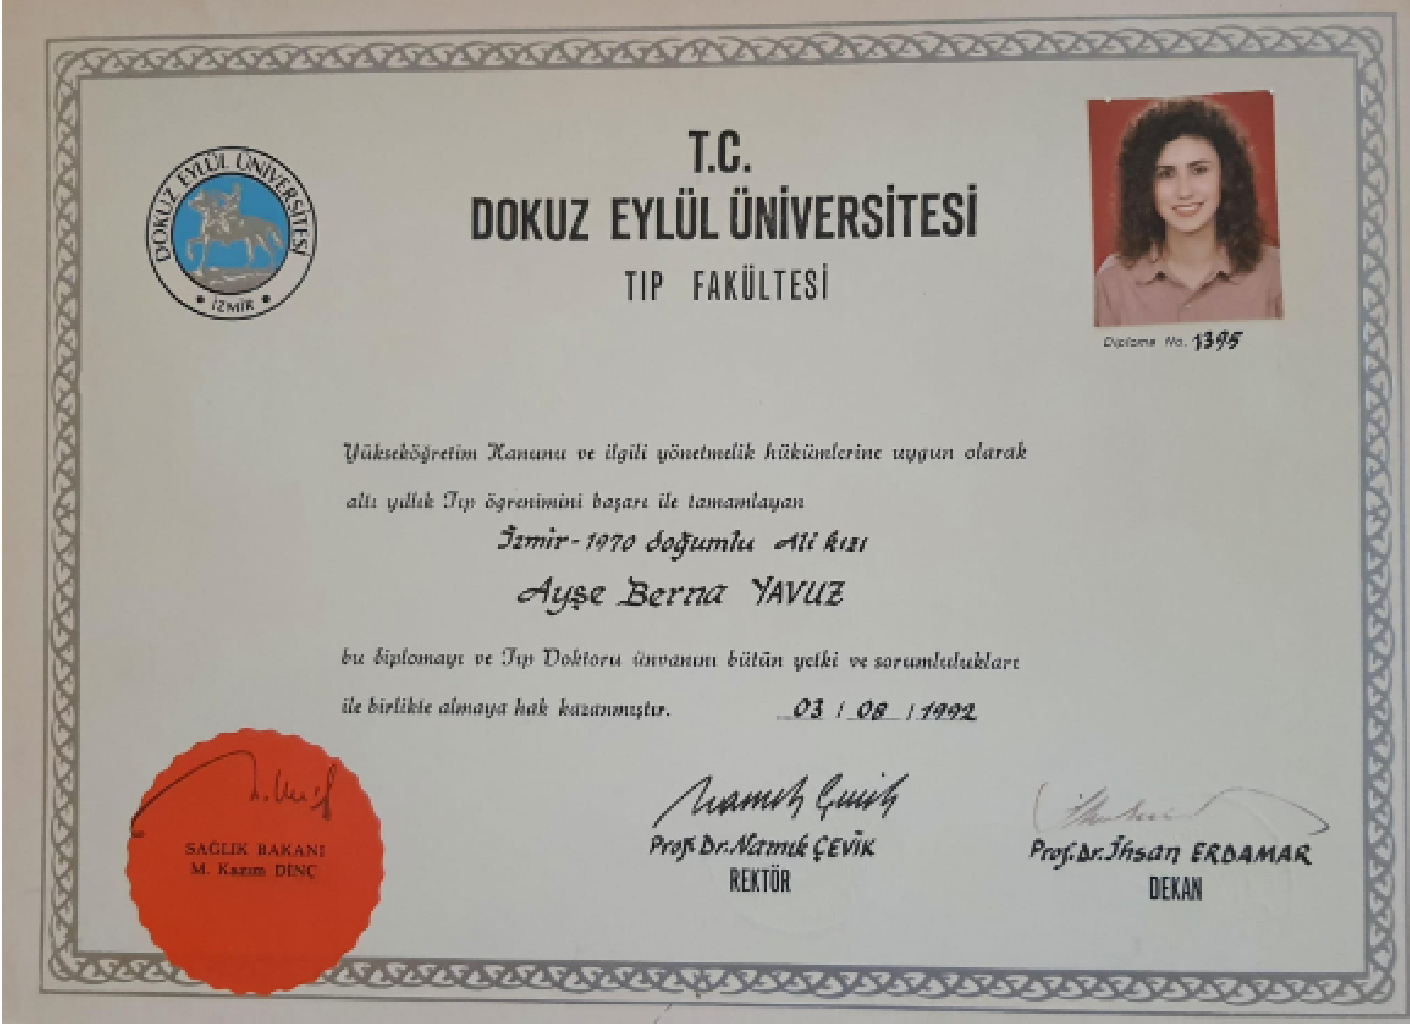 DOKUZ EYLÜL ÜNİVERSİTESİ
İZMİR
T.C.
DOKUZ EYLÜL ÜNİVERSİTESİ
TIP FAKÜLTESİ
Diploma No. 1395
Yükseköğretim Kanunu ve ilgili yönetmelik hükümlerine uygun olarak
altı yıllık Tıp öğrenimini başarı ile tamamlayan
İzmir-1970 doğumlu Ali kızı
Ayşe Berna YAVUZ
bu diplomayı ve Tıp Doktoru ünvanını bütün yetki ve sorumlulukları
ile birlikte almaya hak kazanmıştır. 03 / 08 / 1992
SAĞLIK BAKANI
M. Kazım DİNÇ
Namık Çevik
Prof. Dr. Namık ÇEVİK
REKTÖR
Prof. Dr. İhsan ERDAMAR
DEKAN